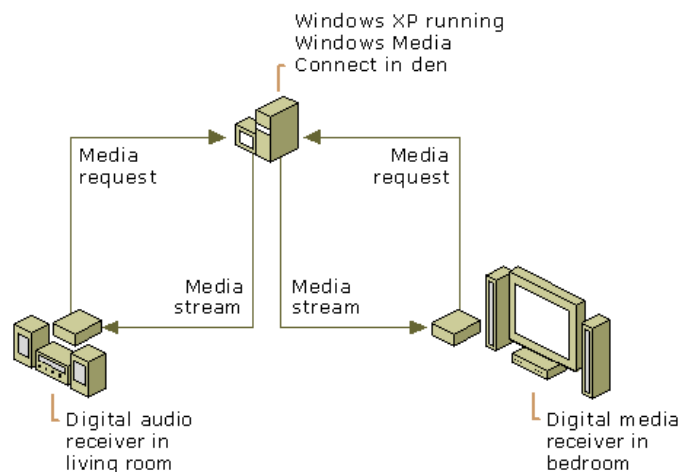 Windows XP running
Windows Media
Connect in den
Media
request
Media
request
Media
stream
Media
stream
Digital audio
receiver in
living room
Digital media
receiver in
bedroom